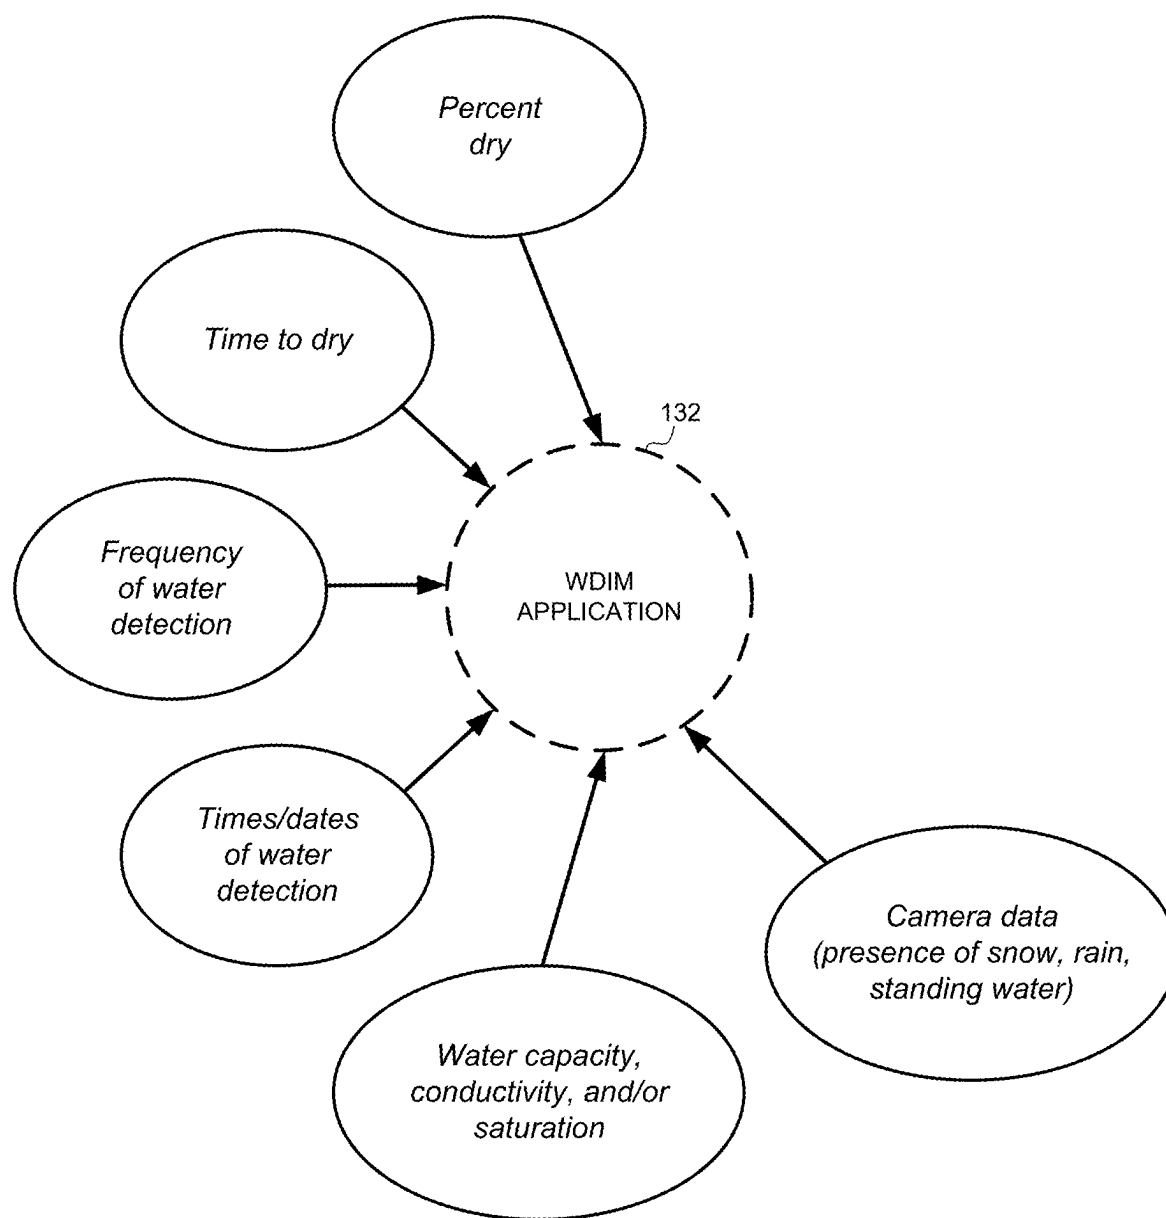 Percent
dry
Time to dry
132
Frequency
of water
detection
WDIM
APPLICATION
Times/dates
of water
detection
Camera data
(presence of snow, rain,
standing water)
Water capacity,
conductivity, and/or
saturation